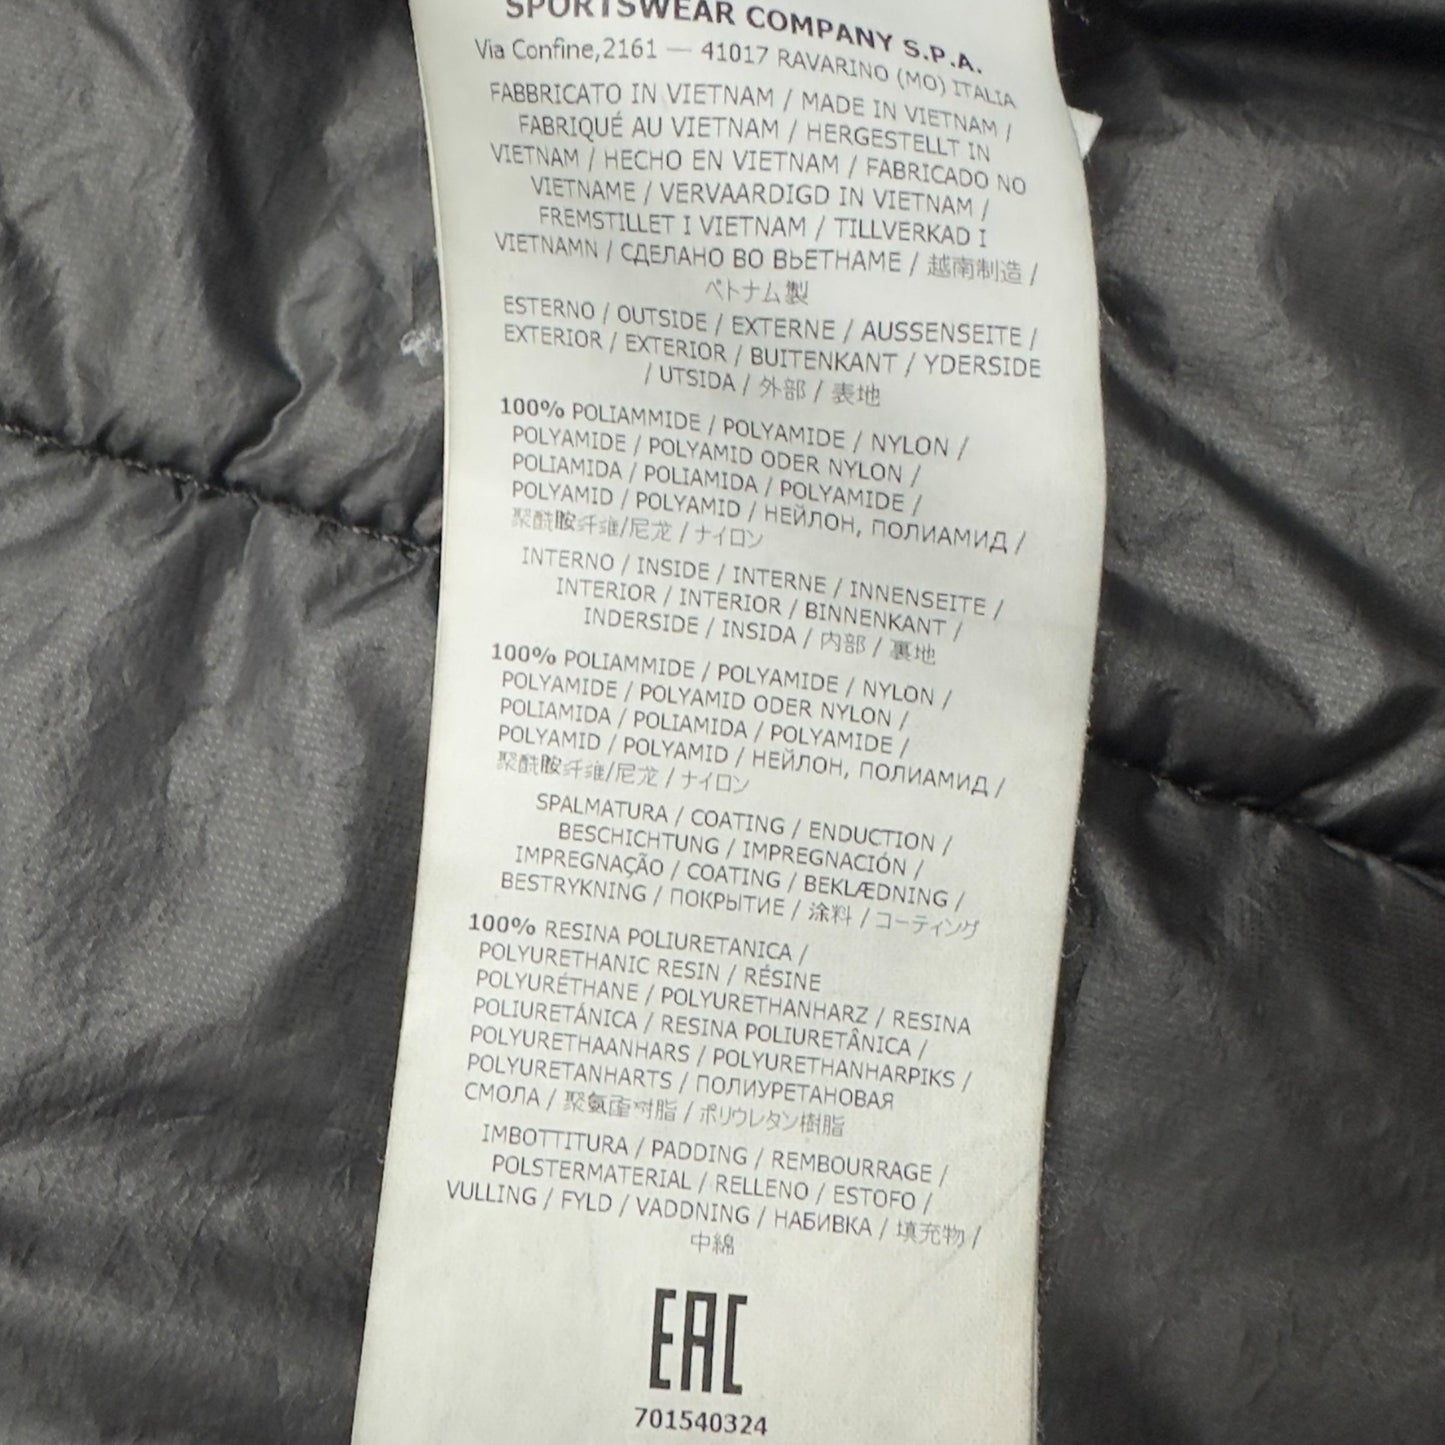 SPORTSWEAR COMPANY S.P.A.
Via Confine,2161 — 41017 RAVARINO (MO) ITALIA
FABBRICATO IN VIETNAM / MADE IN VIETNAM /
FABRIQUÉ AU VIETNAM / HERGESTELLT IN
VIETNAM / HECHO EN VIETNAM / FABRICADO NO
VIETNAME / VERVAARDIGD IN VIETNAM /
FREMSTILLET I VIETNAM / TILLVERKAD I
VIETNAMN / СДЕЛАНО ВО ВЬЕТНАМЕ / 越南制造 /
ベトナム製
ESTERNO / OUTSIDE / EXTERNE / AUSSENSEITE /
EXTERIOR / EXTERIOR / BUITENKANT / YDERSIDE
/ UTSIDA / 外部 / 表地
100% POLIAMMIDE / POLYAMIDE / NYLON /
POLYAMIDE / POLYAMID ODER NYLON /
POLIAMIDA / POLIAMIDA / POLYAMIDE /
POLYAMID / POLYAMID / НЕЙЛОН, ПОЛИАМИД /
聚酰胺纤维/尼龙 / ナイロン
INTERNO / INSIDE / INTERNE / INNENSEITE /
INTERIOR / INTERIOR / BINNENKANT /
INDERSIDE / INSIDA / 内部 / 裏地
100% POLIAMMIDE / POLYAMIDE / NYLON /
POLYAMIDE / POLYAMID ODER NYLON /
POLIAMIDA / POLIAMIDA / POLYAMIDE /
POLYAMID / POLYAMID / НЕЙЛОН, ПОЛИАМИД /
聚酰胺纤维/尼龙 / ナイロン
SPALMATURA / COATING / ENDUCTION /
BESCHICHTUNG / IMPREGNACIÓN /
IMPREGNAÇÃO / COATING / BEKLÆDNING /
BESTRYKNING / ПОКРЫТИЕ / 涂料 / コーティング
100% RESINA POLIURETANICA /
POLYURETHANIC RESIN / RÉSINE
POLYURÉTHANE / POLYURETHANHARZ / RESINA
POLIURETÁNICA / RESINA POLIURETÂNICA /
POLYURETHAANHARS / POLYURETHANHARPIKS /
POLYURETANHARTS / ПОЛИУРЕТАНОВАЯ
СМОЛА / 聚氨酯树脂 / ポリウレタン樹脂
IMBOTTITURA / PADDING / REMBOURRAGE /
POLSTERMATERIAL / RELLENO / ESTOFO /
VULLING / FYLD / VADDNING / НАБИВКА / 填充物 /
中綿
EAC
701540324